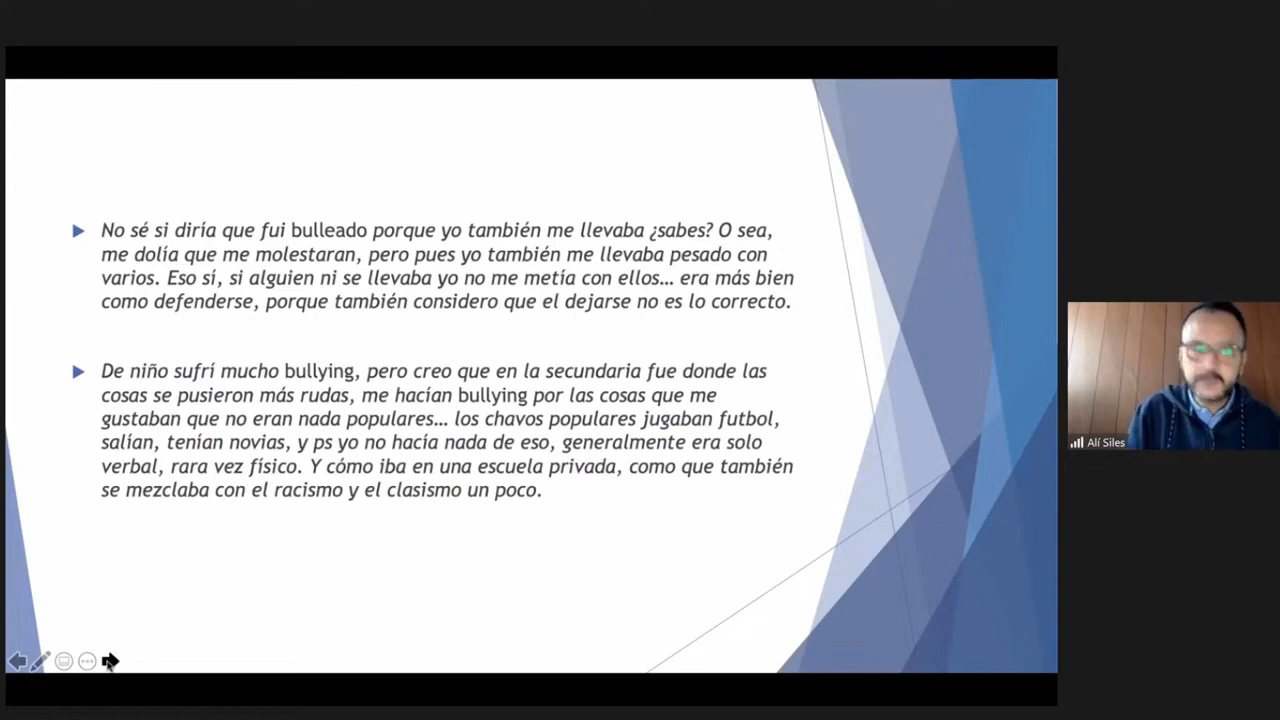 No sé si diría que fui bulleado porque yo también me llevaba ¿sabes? O sea,
me dolía que me molestaran, pero pues yo también me llevaba pesado con
varios. Eso sí, si alguien ni se llevaba yo no me metía con ellos… era más bien
como defenderse, porque también considero que el dejarse no es lo correcto.
De niño sufrí mucho bullying, pero creo que en la secundaria fue donde las
cosas se pusieron más rudas, me hacían bullying por las cosas que me
gustaban que no eran nada populares… los chavos populares jugaban futbol,
salían, tenían novias, y ps yo no hacía nada de eso, generalmente era solo
verbal, rara vez físico. Y cómo iba en una escuela privada, como que también
se mezclaba con el racismo y el clasismo un poco.
Alí Siles